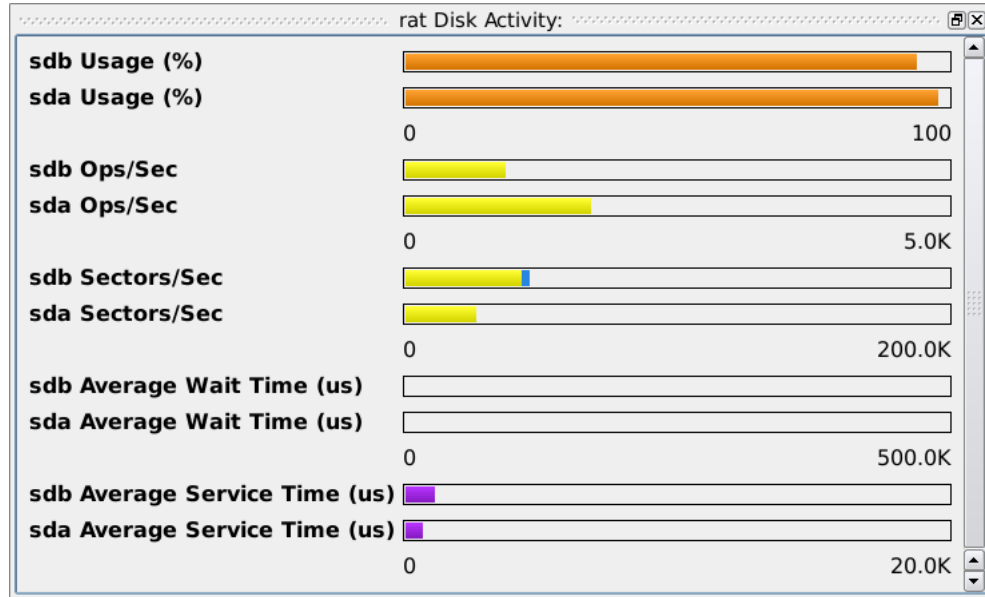 rat Disk Activity:
sdb Usage (%)
sda Usage (%)
0 100
sdb Ops/Sec
sda Ops/Sec
0 5.0K
sdb Sectors/Sec
sda Sectors/Sec
0 200.0K
sdb Average Wait Time (us)
sda Average Wait Time (us)
0 500.0K
sdb Average Service Time (us)
sda Average Service Time (us)
0 20.0K